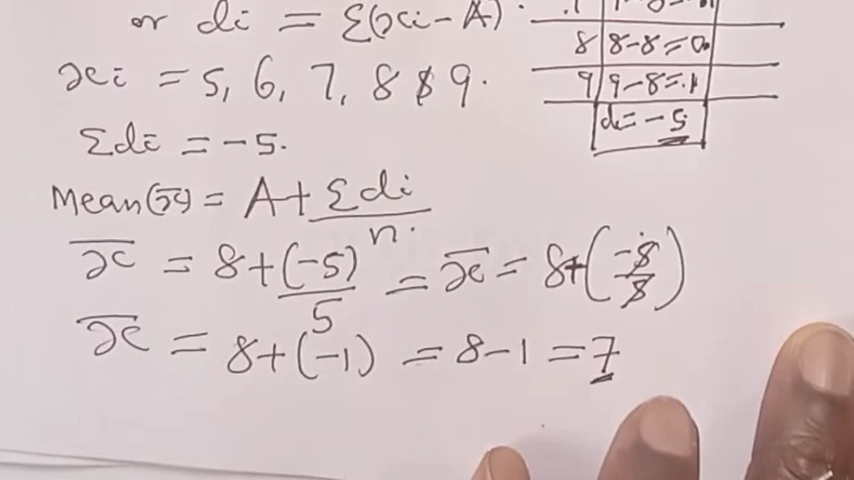 or di = Σ(xi - A).
xi = 5, 6, 7, 8 & 9.
Σdi = -5.
Mean(x̄) = A + Σdi/n.
x̄ = 8 + (-5)/5 = x̄ = 8 + (-5/5)
x̄ = 8 + (-1) = 8 - 1 = 7
8 8-8=0
9 9-8=1
di = -5